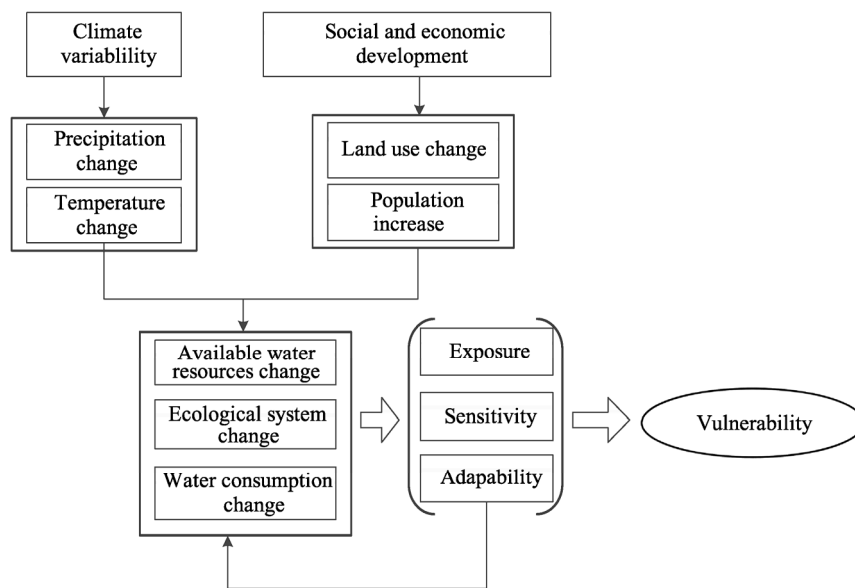 Climate
variablility
Social and economic
development
Precipitation
change
Temperature
change
Land use change
Population
increase
Available water
resources change
Ecological system
change
Water consumption
change
Exposure
Sensitivity
Adapability
Vulnerability